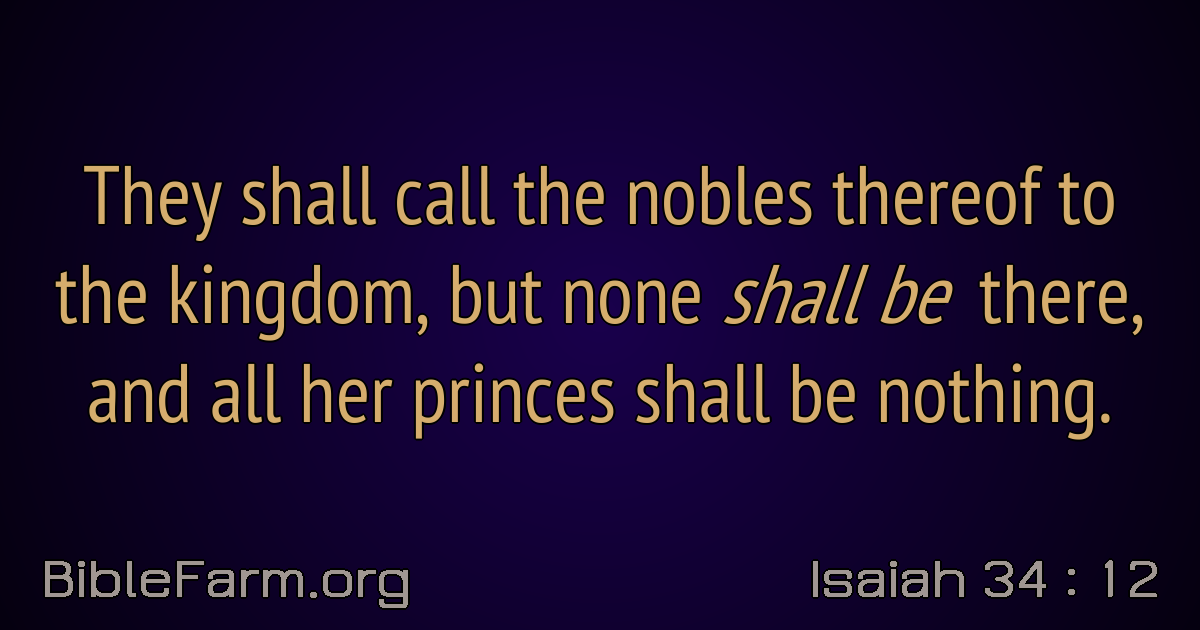 They shall call the nobles thereof to
the kingdom, but none shall be there,
and all her princes shall be nothing.
BibleFarm.org
Isaiah 34 : 12